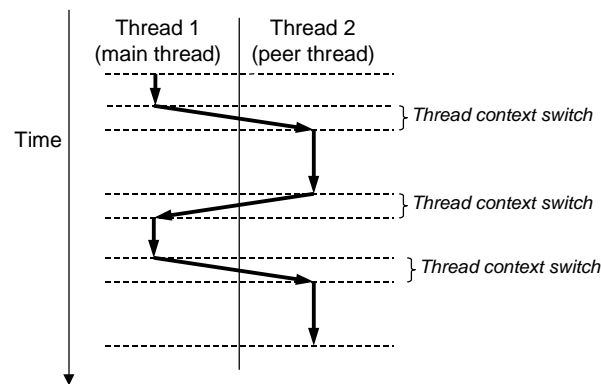 Thread 1
(main thread)
Thread 2
(peer thread)
Thread context switch
Time
Thread context switch
Thread context switch